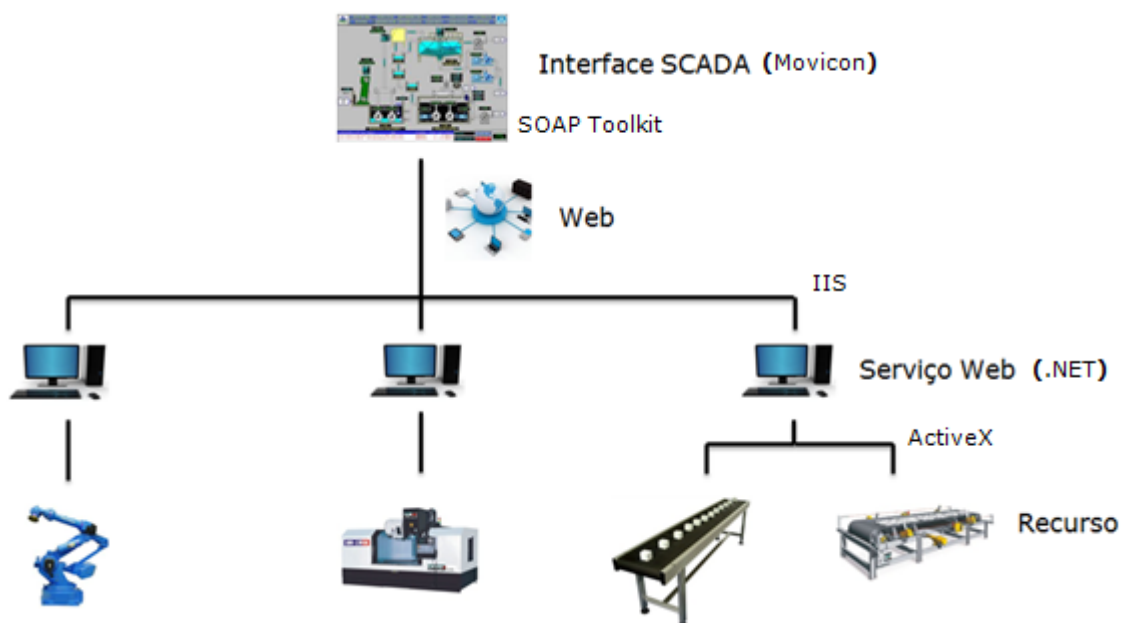 Interface SCADA (Movicon)
SOAP Toolkit
Web
IIS
Serviço Web (.NET)
ActiveX
Recurso